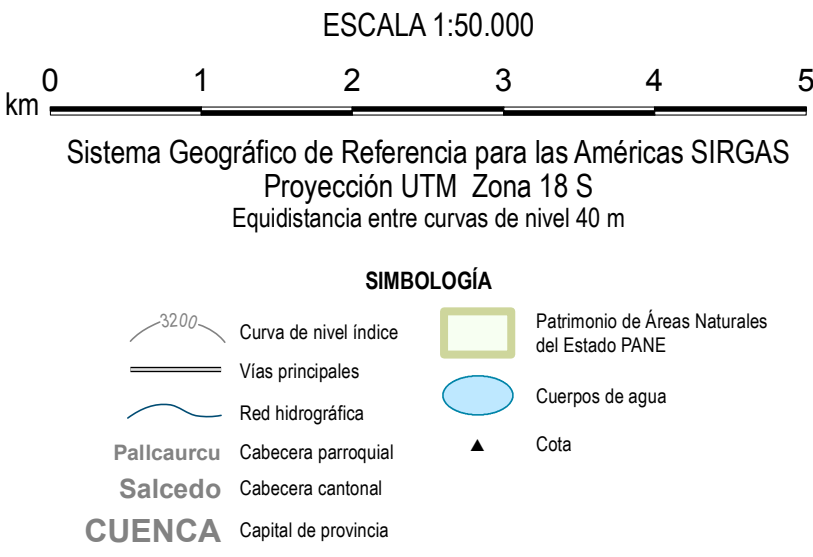 ESCALA 1:50.000
0 1 2 3 4 5
km
Sistema Geográfico de Referencia para las Américas SIRGAS
Proyección UTM Zona 18 S
Equidistancia entre curvas de nivel 40 m
SIMBOLOGÍA
3200 Curva de nivel índice
Vías principales
Red hidrográfica
Pallcaurcu Cabecera parroquial
Salcedo Cabecera cantonal
CUENCA Capital de provincia
Patrimonio de Áreas Naturales
del Estado PANE
Cuerpos de agua
Cota